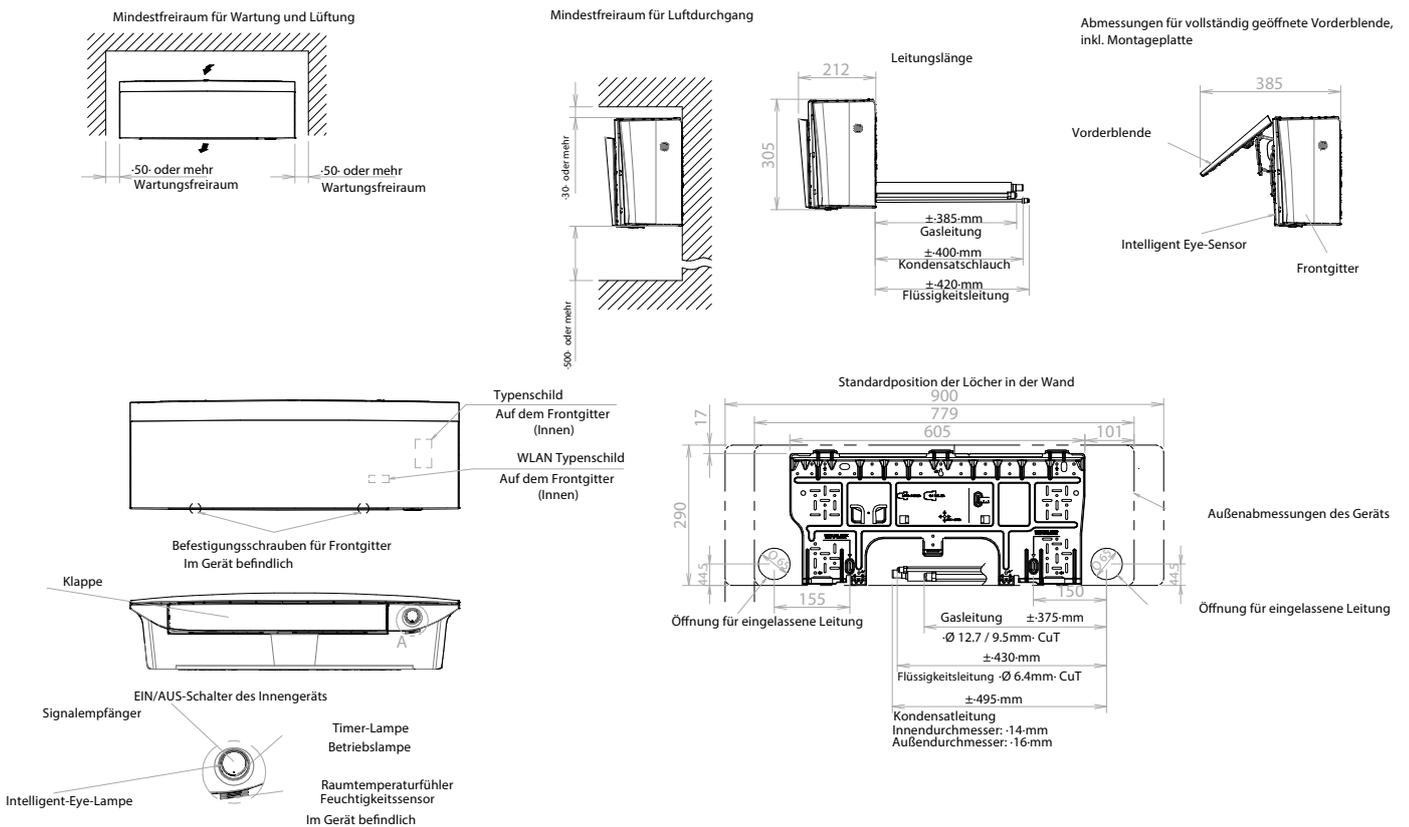 Mindestfreiraum für Wartung und Lüftung
·50· oder mehr
Wartungsfreiraum
·50· oder mehr
Wartungsfreiraum
Mindestfreiraum für Luftdurchgang
·30· oder mehr
·500· oder mehr
Leitungslänge
212
305
±·385·mm
Gasleitung
±·400·mm
Kondensatschlauch
±·420·mm
Flüssigkeitsleitung
Abmessungen für vollständig geöffnete Vorderblende,
inkl. Montageplatte
385
Vorderblende
Intelligent Eye-Sensor
Frontgitter
Typenschild
Auf dem Frontgitter
(Innen)
WLAN Typenschild
Auf dem Frontgitter
(Innen)
Befestigungsschrauben für Frontgitter
Im Gerät befindlich
Klappe
A
EIN/AUS-Schalter des Innengeräts
Signalempfänger
Timer-Lampe
Betriebslampe
Raumtemperaturfühler
Feuchtigkeitssensor
Intelligent-Eye-Lampe
Im Gerät befindlich
Standardposition der Löcher in der Wand
900
779
605
101
17
290
44.5
Ø 65
Ø 65
44.5
155
150
Außenabmessungen des Geräts
Öffnung für eingelassene Leitung
Öffnung für eingelassene Leitung
Gasleitung ±·375·mm
·Ø 12.7 / 9.5mm· CuT
±·430·mm
Flüssigkeitsleitung ·Ø 6.4mm· CuT
±·495·mm
Kondensatleitung
Innendurchmesser: ·14·mm
Außendurchmesser: ·16·mm